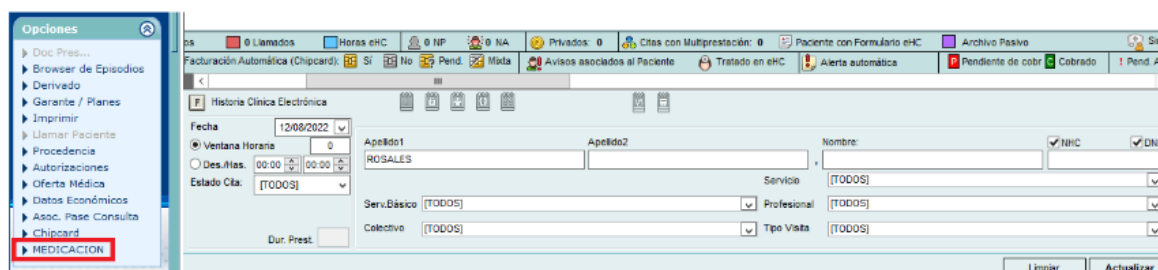 Opciones
Doc Pres...
Browser de Episodios
Derivado
Garante / Planes
Imprimir
Llamar Paciente
Procedencia
Autorizaciones
Oferta Médica
Datos Económicos
Asoc. Pase Consulta
Chipcard
MEDICACION
os 0 Llamados Horas eHC 0 NP 0 NA Privados: 0 Citas con Multiprestación: 0 Paciente con Formulario eHC Archivo Pasivo Si
Facturación Automática (Chipcard): Sí No Pend. Mixta Avisos asociados al Paciente Tratado en eHC Alerta automática P Pendiente de cobr C Cobrado ! Pend. A
F Historia Clínica Electrónica
Fecha 12/08/2022
Ventana Horaria 0 Apellido1 Apellido2 Nombre: NHC DNI
Des./Has. 00:00 00:00 ROSALES ,
Estado Cita: [TODOS] Servicio [TODOS]
Serv.Básico [TODOS] Profesional [TODOS]
Colectivo [TODOS] Tipo Visita [TODOS]
Dur. Prest.
Limpiar Actualizar